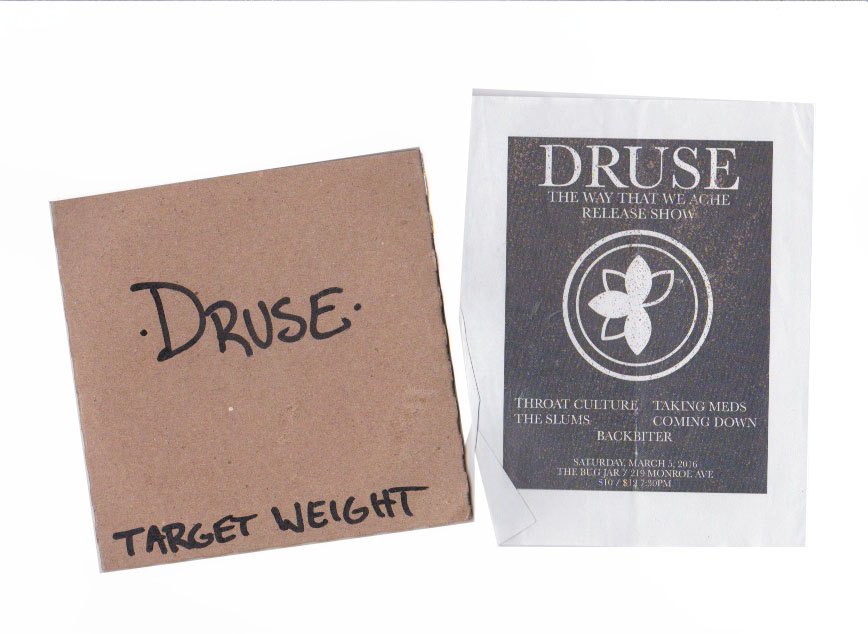 ·DRUSE·
TARGET WEIGHT
DRUSE
THE WAY THAT WE ACHE
RELEASE SHOW
THROAT CULTURE TAKING MEDS
THE SLUMS COMING DOWN
BACKBITER
SATURDAY, MARCH 5, 2016
THE BUG JAR / 219 MONROE AVE
$10 / $12 7:30PM